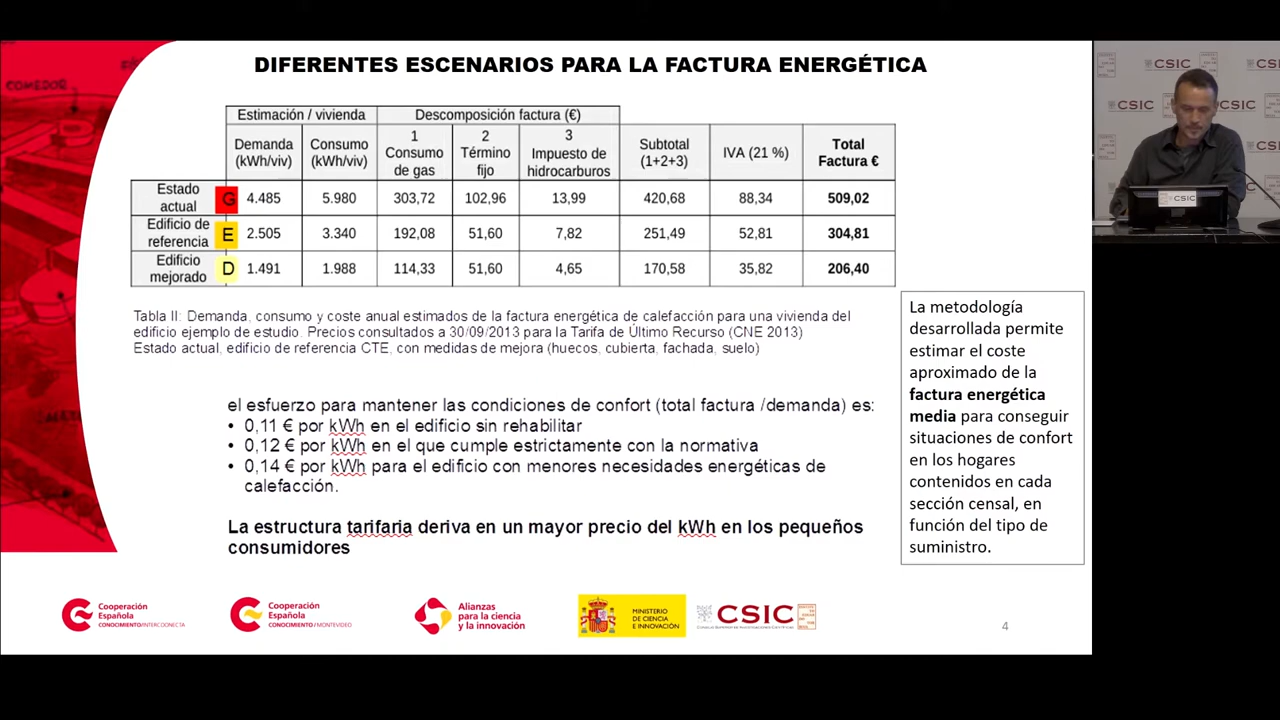 DIFERENTES ESCENARIOS PARA LA FACTURA ENERGÉTICA
Estimación / vivienda Descomposición factura (€)
Demanda (kWh/viv) Consumo (kWh/viv) 1 Consumo de gas 2 Término fijo 3 Impuesto de hidrocarburos Subtotal (1+2+3) IVA (21 %) Total Factura €
Estado actual G 4.485 5.980 303,72 102,96 13,99 420,68 88,34 509,02
Edificio de referencia E 2.505 3.340 192,08 51,60 7,82 251,49 52,81 304,81
Edificio mejorado D 1.491 1.988 114,33 51,60 4,65 170,58 35,82 206,40
Tabla II: Demanda, consumo y coste anual estimados de la factura energética de calefacción para una vivienda del
edificio ejemplo de estudio. Precios consultados a 30/09/2013 para la Tarifa de Último Recurso (CNE 2013)
Estado actual, edificio de referencia CTE, con medidas de mejora (huecos, cubierta, fachada, suelo)
el esfuerzo para mantener las condiciones de confort (total factura /demanda) es:
• 0,11 € por kWh en el edificio sin rehabilitar
• 0,12 € por kWh en el que cumple estrictamente con la normativa
• 0,14 € por kWh para el edificio con menores necesidades energéticas de
calefacción.
La estructura tarifaria deriva en un mayor precio del kWh en los pequeños
consumidores
La metodología
desarrollada permite
estimar el coste
aproximado de la
factura energética
media para conseguir
situaciones de confort
en los hogares
contenidos en cada
sección censal, en
función del tipo de
suministro.
Cooperación
Española
CONOCIMIENTO/INTERCOONECTA
Cooperación
Española
CONOCIMIENTO/MONTEVIDEO
Alianzas
para la ciencia
y la innovación
MINISTERIO
DE CIENCIA
E INNOVACIÓN
CSIC
4
COMEDOR
CSIC
CSIC
CSIC
CSIC
CSIC